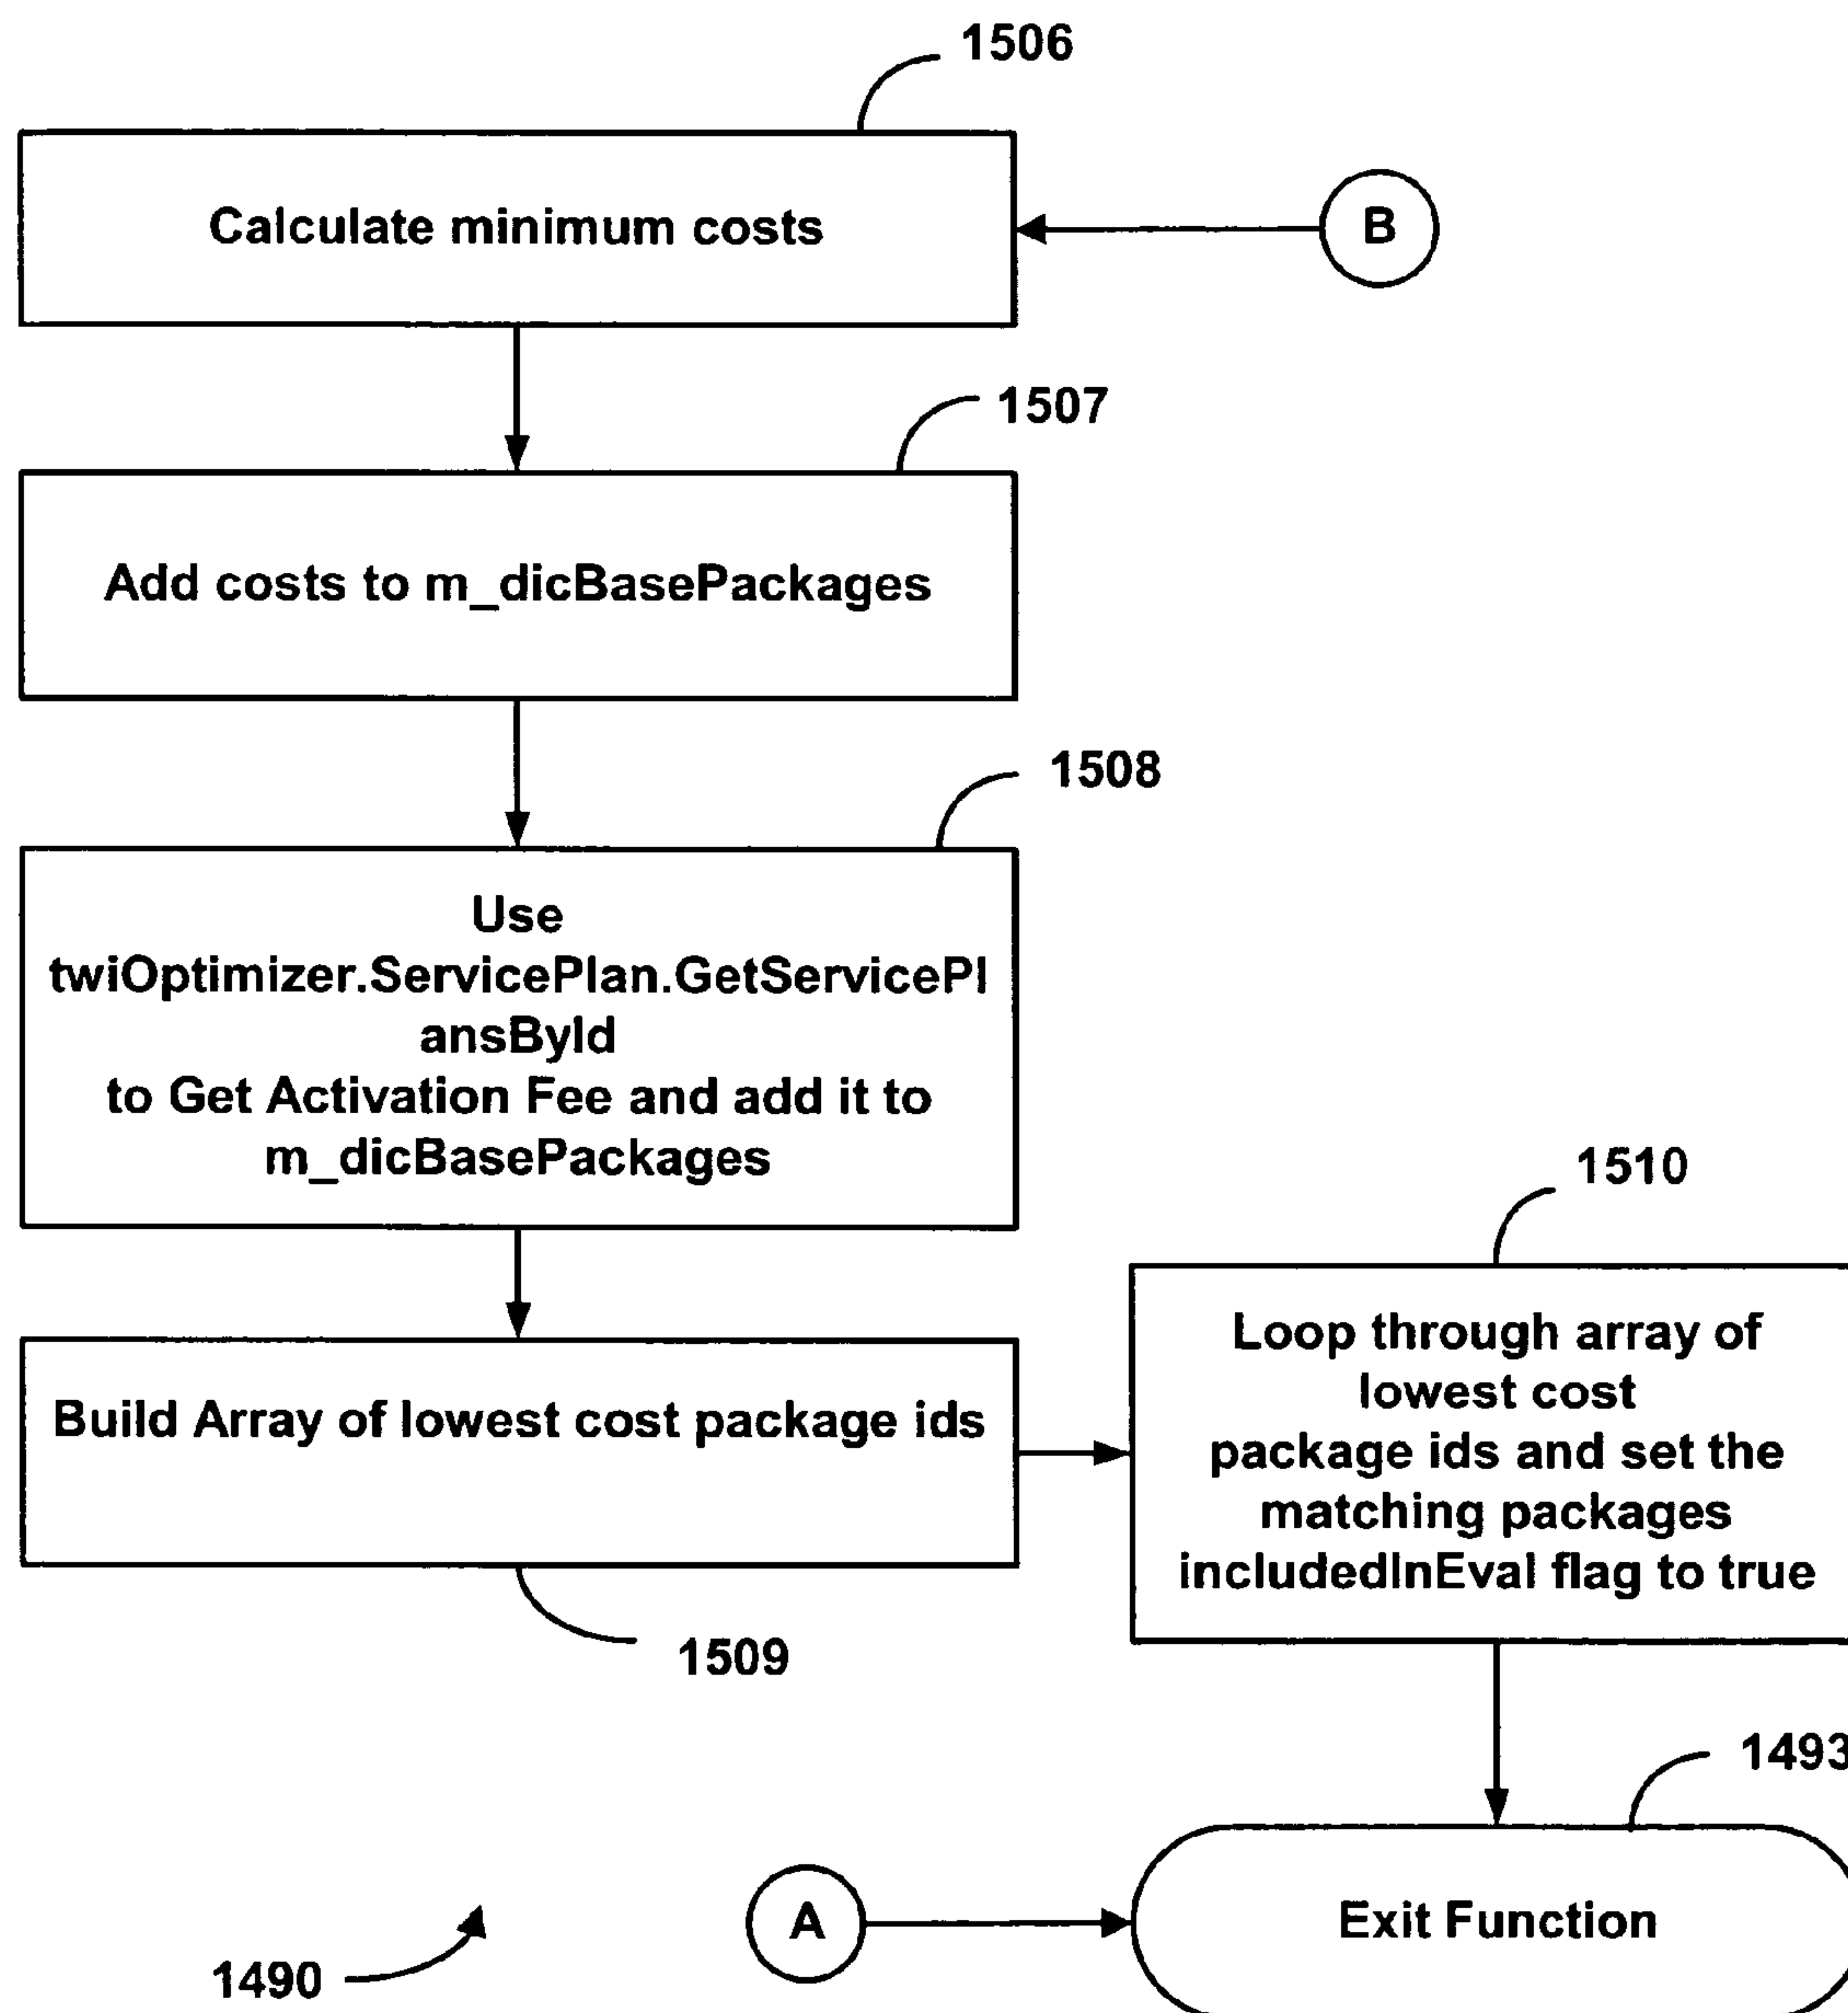 1506
Calculate minimum costs
B
1507
Add costs to m_dicBasePackages
1508
Use
twiOptimizer.ServicePlan.GetServicePl
ansById
to Get Activation Fee and add it to
m_dicBasePackages
1510
Loop through array of
lowest cost
package ids and set the
matching packages
includedInEval flag to true
Build Array of lowest cost package ids
1509
1493
A
Exit Function
1490